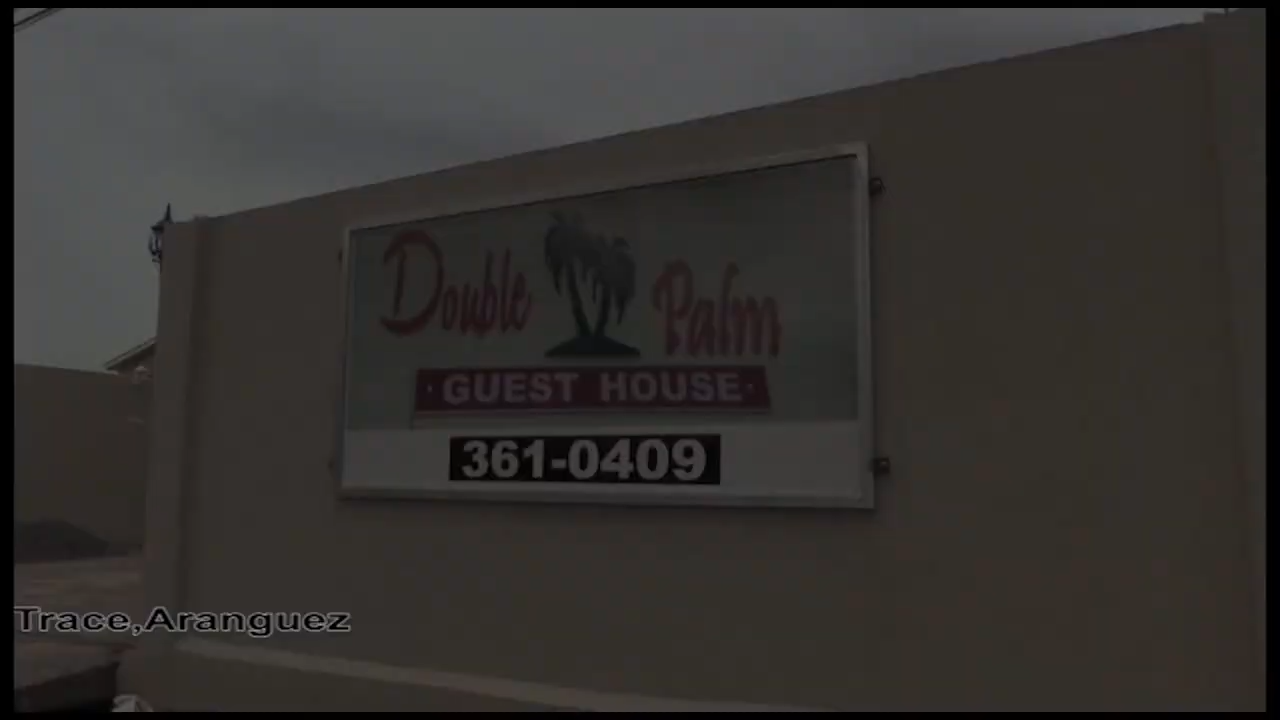 Double Palm
· GUEST HOUSE ·
361-0409
Trace,Aranguez